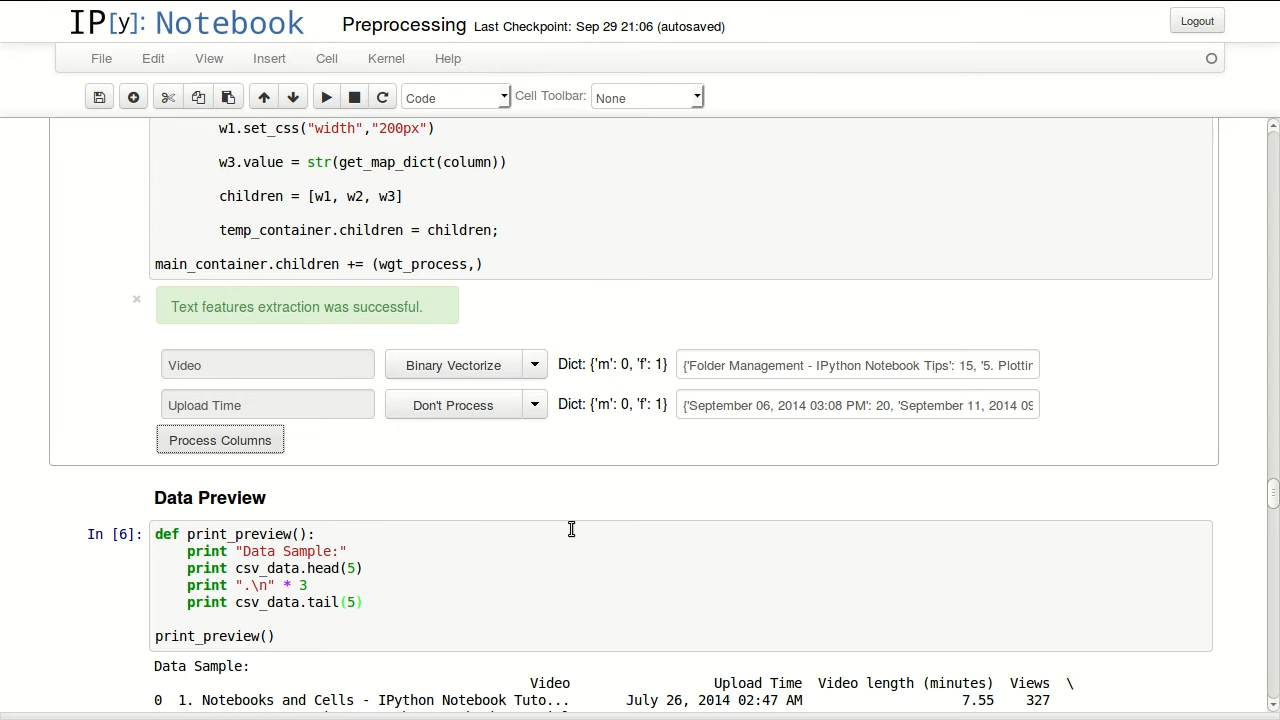 IP[y]: Notebook Preprocessing Last Checkpoint: Sep 29 21:06 (autosaved) Logout
File Edit View Insert Cell Kernel Help
Code Cell Toolbar: None
w1.set_css("width","200px")
w3.value = str(get_map_dict(column))
children = [w1, w2, w3]
temp_container.children = children;
main_container.children += (wgt_process,)
× Text features extraction was successful.
Video Binary Vectorize Dict: {'m': 0, 'f': 1} {'Folder Management - IPython Notebook Tips': 15, '5. Plottin
Upload Time Don't Process Dict: {'m': 0, 'f': 1} {'September 06, 2014 03:08 PM': 20, 'September 11, 2014 09
Process Columns
Data Preview
In [6]: def print_preview():
print "Data Sample:"
print csv_data.head(5)
print ".\n" * 3
print csv_data.tail(5)
print_preview()
Data Sample:
Video Upload Time Video length (minutes) Views \
0 1. Notebooks and Cells - IPython Notebook Tuto... July 26, 2014 02:47 AM 7.55 327